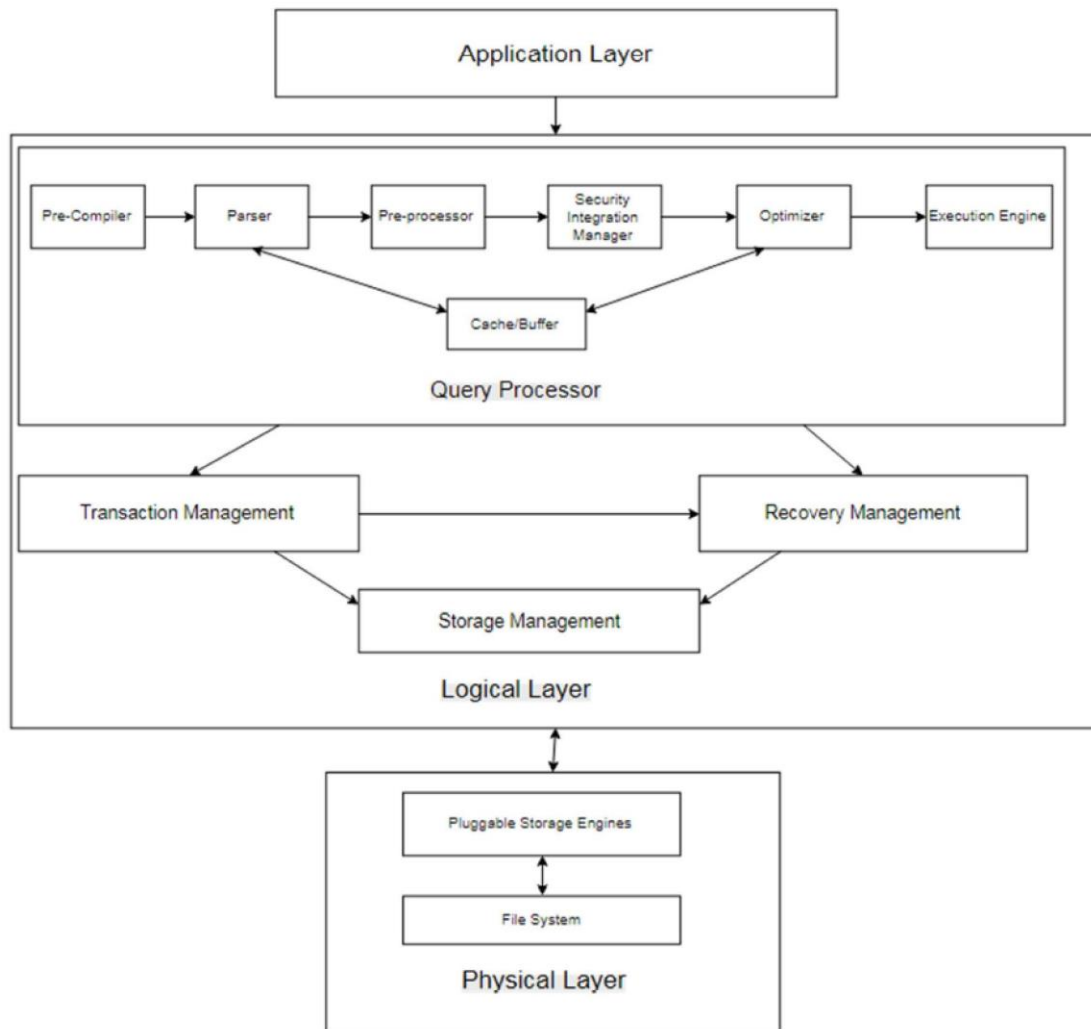 Application Layer
Pre-Compiler
Parser
Pre-processor
Security
Integration
Manager
Optimizer
Execution Engine
Cache/Buffer
Query Processor
Transaction Management
Recovery Management
Storage Management
Logical Layer
Pluggable Storage Engines
File System
Physical Layer